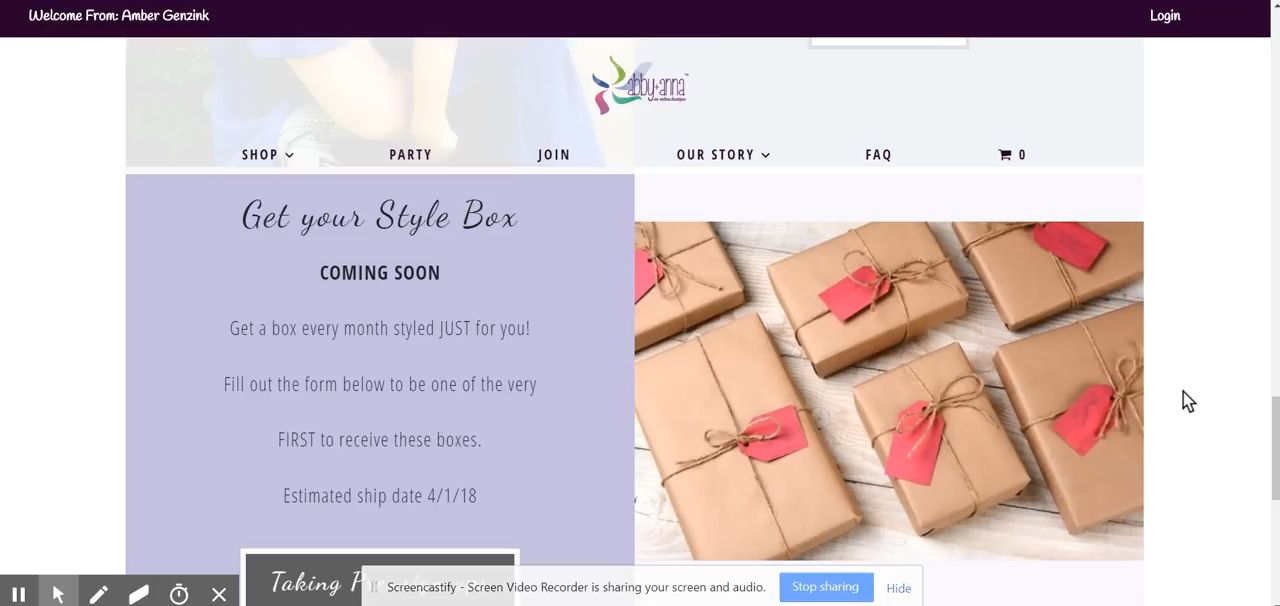 Welcome From: Amber Genzink
Login
abby+anna™
SHOP PARTY JOIN OUR STORY FAQ 0
Get your Style Box
COMING SOON
Get a box every month styled JUST for you!
Fill out the form below to be one of the very
FIRST to receive these boxes.
Estimated ship date 4/1/18
Taking
Screencastify - Screen Video Recorder is sharing your screen and audio.
Stop sharing
Hide